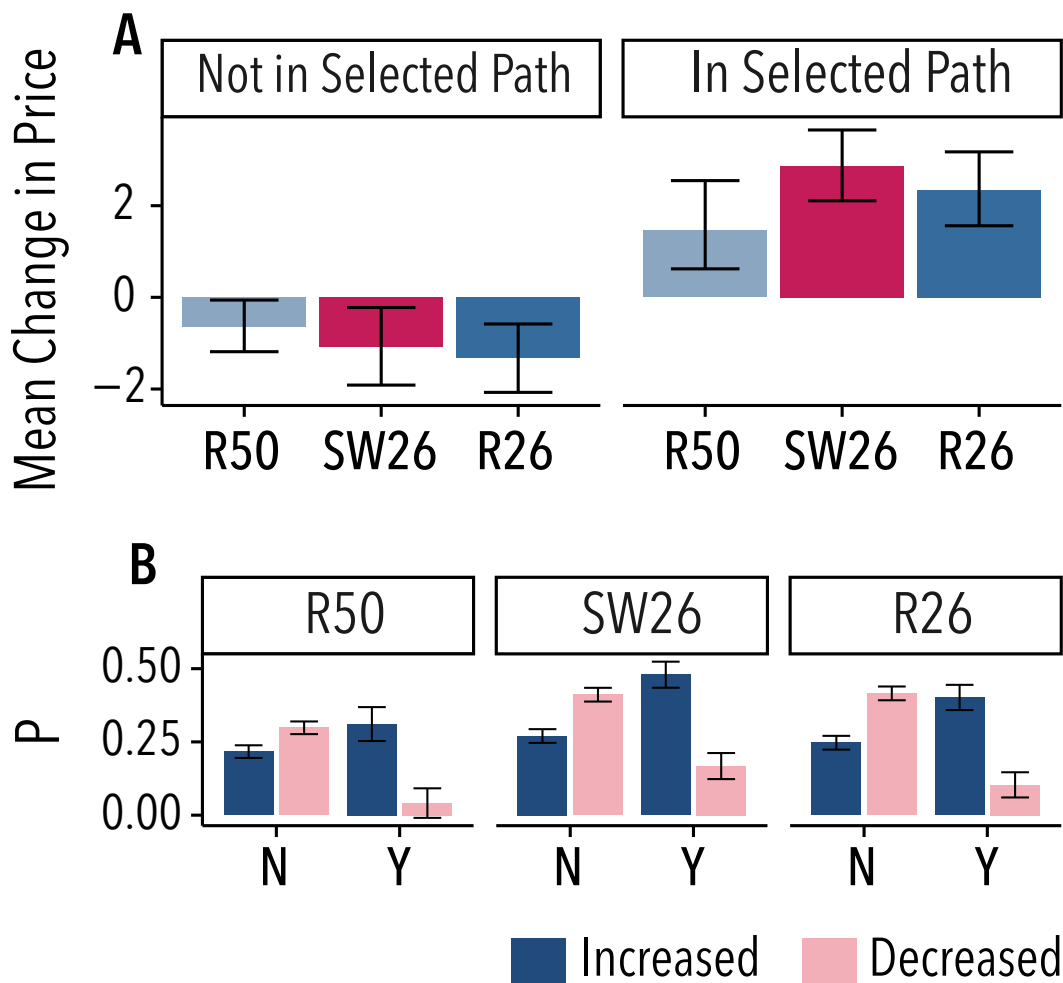 A
Not in Selected Path
In Selected Path
Mean Change in Price
2
0
−2
R50 SW26 R26
R50 SW26 R26
B
R50
SW26
R26
P
0.50
0.25
0.00
N Y
N Y
N Y
Increased
Decreased